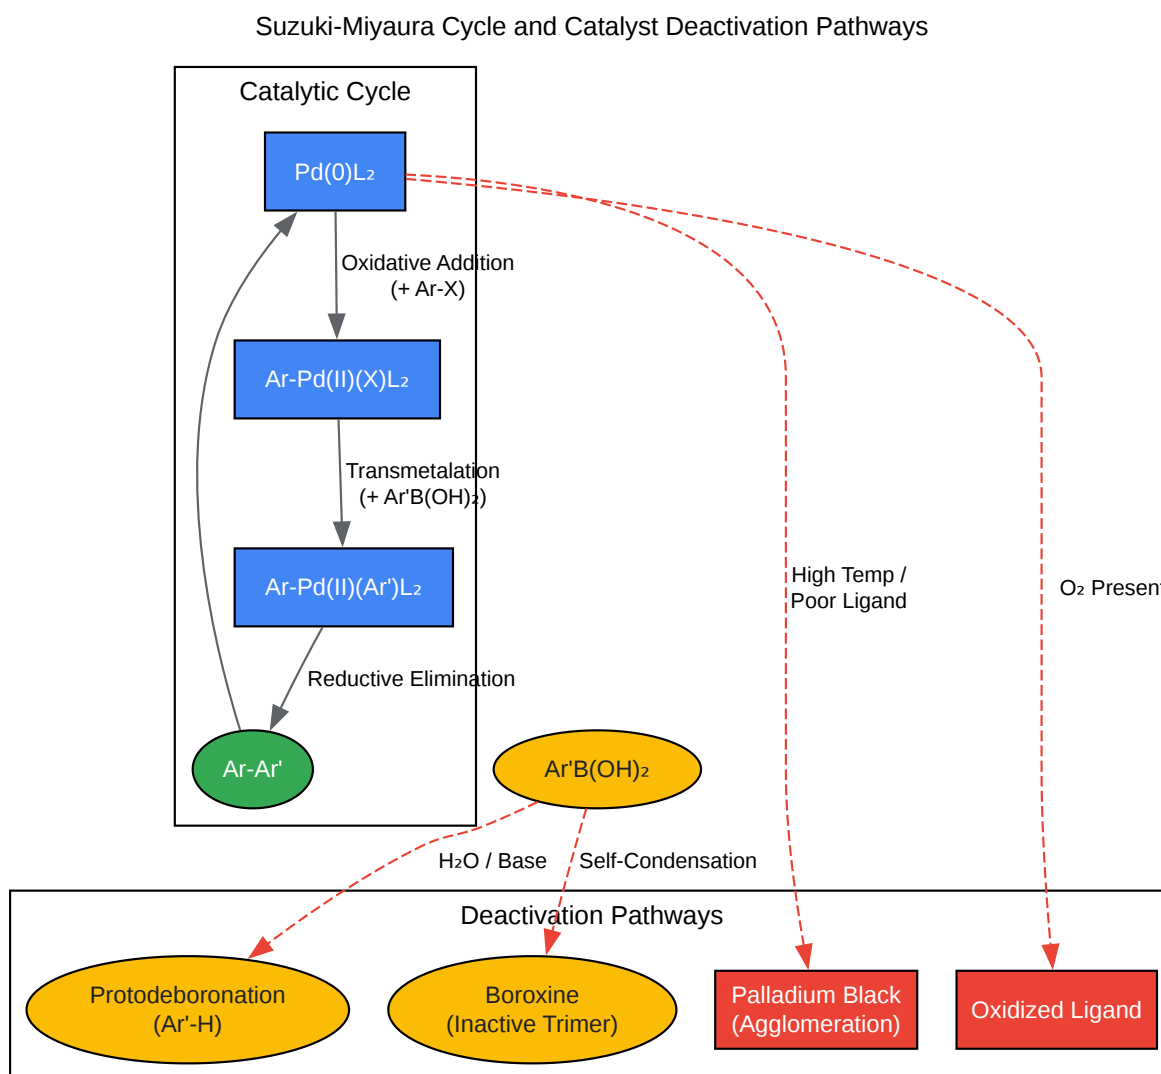 Suzuki-Miyaura Cycle and Catalyst Deactivation Pathways
Catalytic Cycle
Pd(0)L₂
Oxidative Addition
(+ Ar-X)
Ar-Pd(II)(X)L₂
Transmetalation
(+ Ar'B(OH)₂)
Ar-Pd(II)(Ar')L₂
High Temp /
Poor Ligand
O₂ Present
Reductive Elimination
Ar-Ar'
Ar'B(OH)₂
H₂O / Base
Self-Condensation
Deactivation Pathways
Protodeboronation
(Ar'-H)
Boroxine
(Inactive Trimer)
Palladium Black
(Agglomeration)
Oxidized Ligand